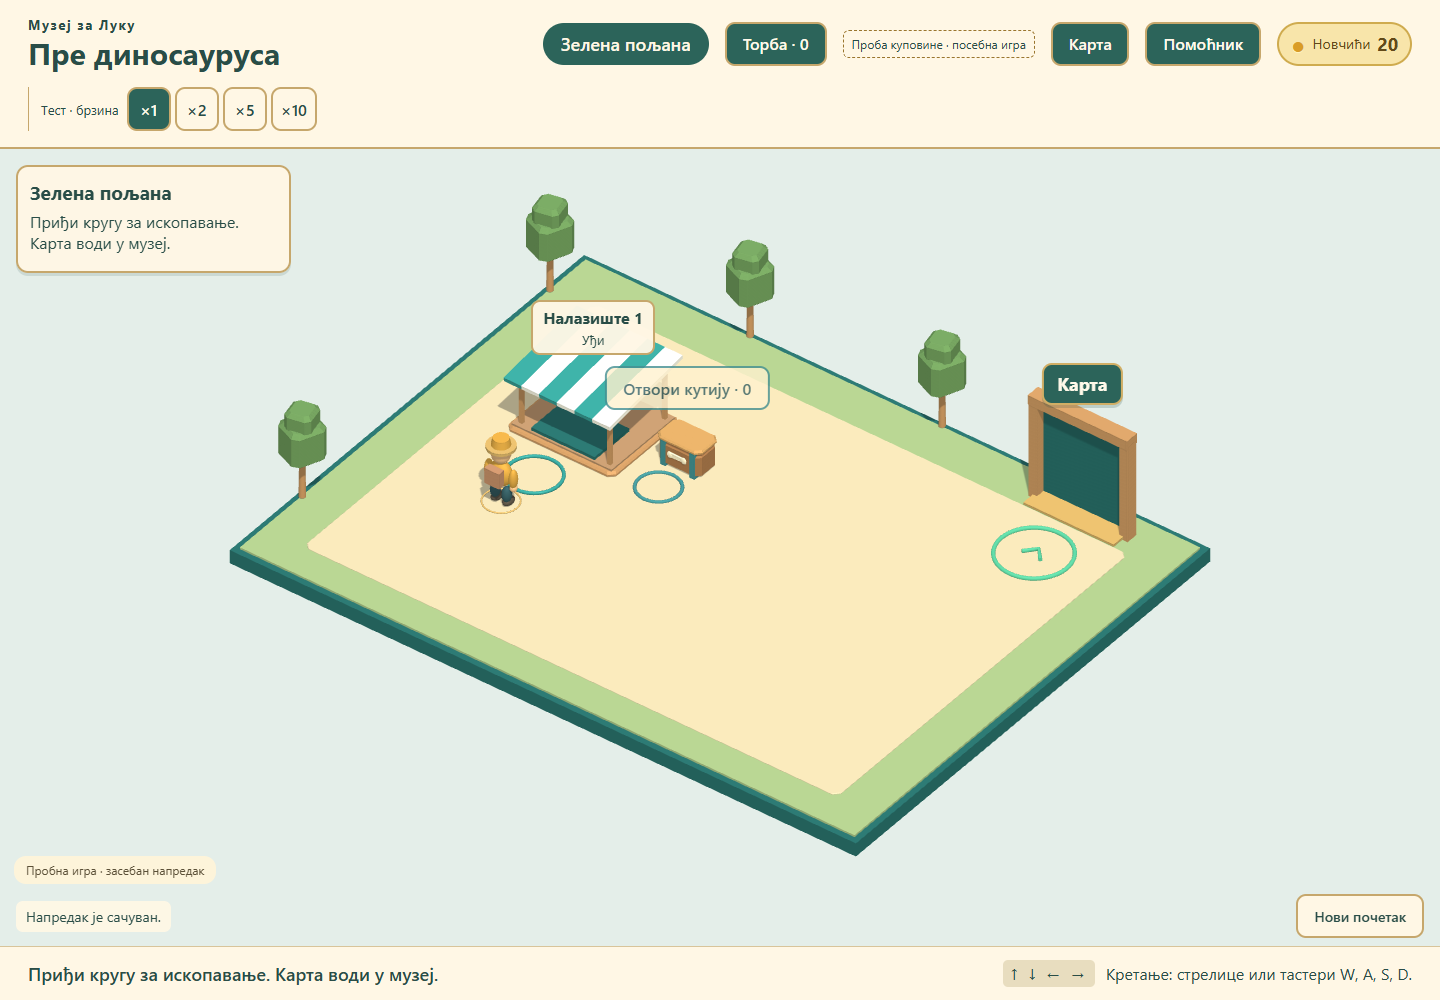 Музеј за Луку
Пре диносауруса
Зелена пољана
Торба · 0
Проба куповине · посебна игра
Карта
Помоћник
Новчићи 20
Тест · брзина
×1
×2
×5
×10
Зелена пољана
Приђи кругу за ископавање.
Карта води у музеј.
Налазиште 1
Уђи
Отвори кутију · 0
Карта
Пробна игра · засебан напредак
Напредак је сачуван.
Нови почетак
Приђи кругу за ископавање. Карта води у музеј.
↑ ↓ ← → Кретање: стрелице или тастери W, A, S, D.